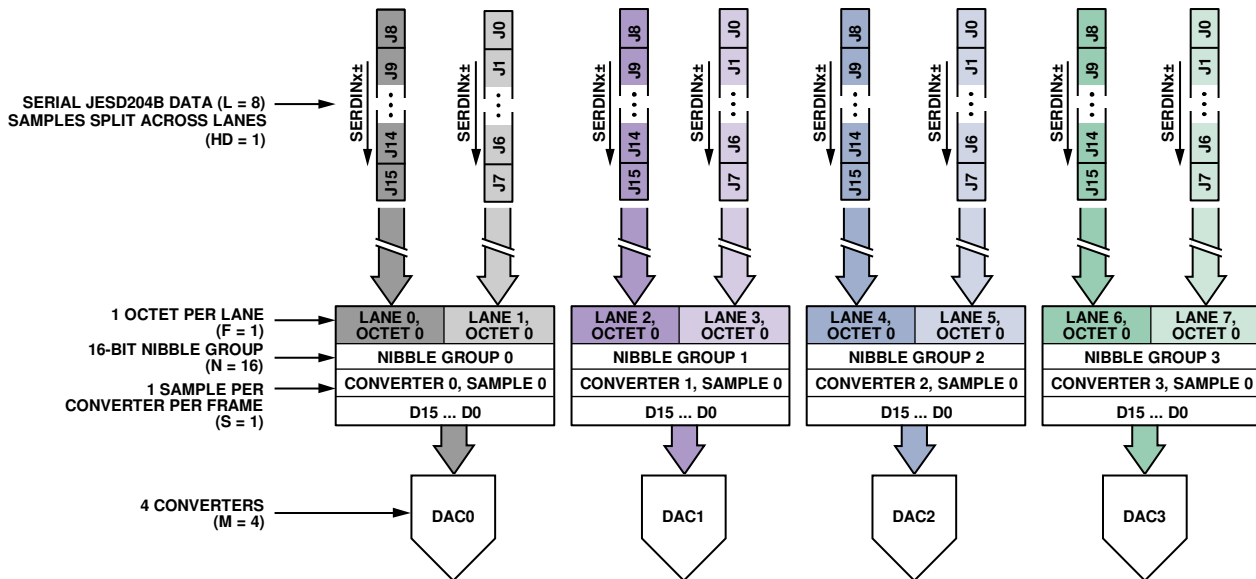 J8
J9
J14
J15
SERDINx±
J0
J1
J6
J7
SERDINx±
J8
J9
J14
J15
SERDINx±
J0
J1
J6
J7
SERDINx±
J8
J9
J14
J15
SERDINx±
J0
J1
J6
J7
SERDINx±
J8
J9
J14
J15
SERDINx±
J0
J1
J6
J7
SERDINx±
SERIAL JESD204B DATA (L = 8)
SAMPLES SPLIT ACROSS LANES
(HD = 1)
1 OCTET PER LANE
(F = 1)
16-BIT NIBBLE GROUP
(N = 16)
1 SAMPLE PER
CONVERTER PER FRAME
(S = 1)
4 CONVERTERS
(M = 4)
LANE 0,
OCTET 0
LANE 1,
OCTET 0
NIBBLE GROUP 0
CONVERTER 0, SAMPLE 0
D15 ... D0
DAC0
LANE 2,
OCTET 0
LANE 3,
OCTET 0
NIBBLE GROUP 1
CONVERTER 1, SAMPLE 0
D15 ... D0
DAC1
LANE 4,
OCTET 0
LANE 5,
OCTET 0
NIBBLE GROUP 2
CONVERTER 2, SAMPLE 0
D15 ... D0
DAC2
LANE 6,
OCTET 0
LANE 7,
OCTET 0
NIBBLE GROUP 3
CONVERTER 3, SAMPLE 0
D15 ... D0
DAC3